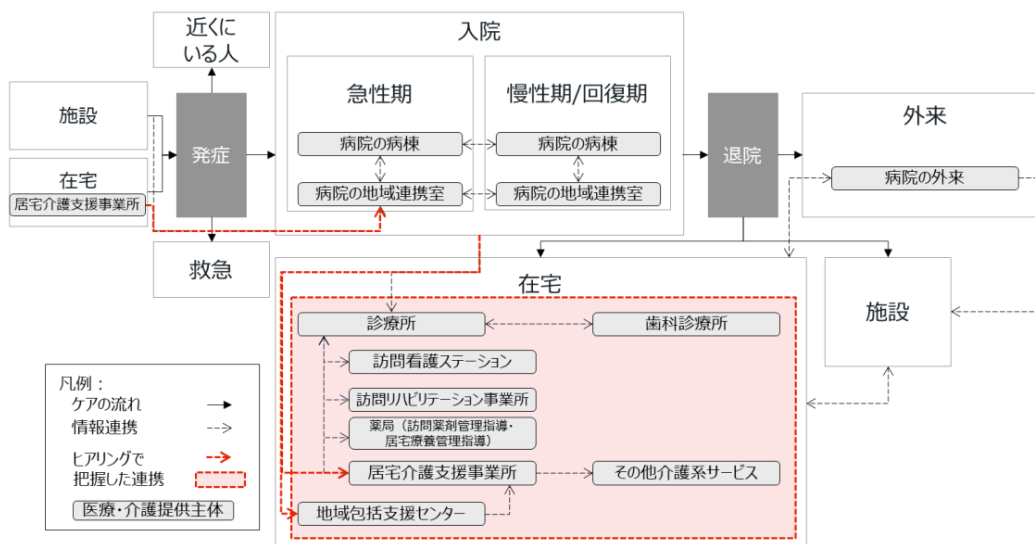 近くに
いる人
入院
施設
急性期
慢性期/回復期
外来
発症
病院の病棟
病院の病棟
退院
在宅
病院の外来
居宅介護支援事業所
病院の地域連携室
病院の地域連携室
救急
在宅
診療所
歯科診療所
施設
訪問看護ステーション
訪問リハビリテーション事業所
薬局（訪問薬剤管理指導・
居宅療養管理指導）
居宅介護支援事業所
その他介護系サービス
地域包括支援センター
凡例：
ケアの流れ
情報連携
ヒアリングで
把握した連携
医療・介護提供主体